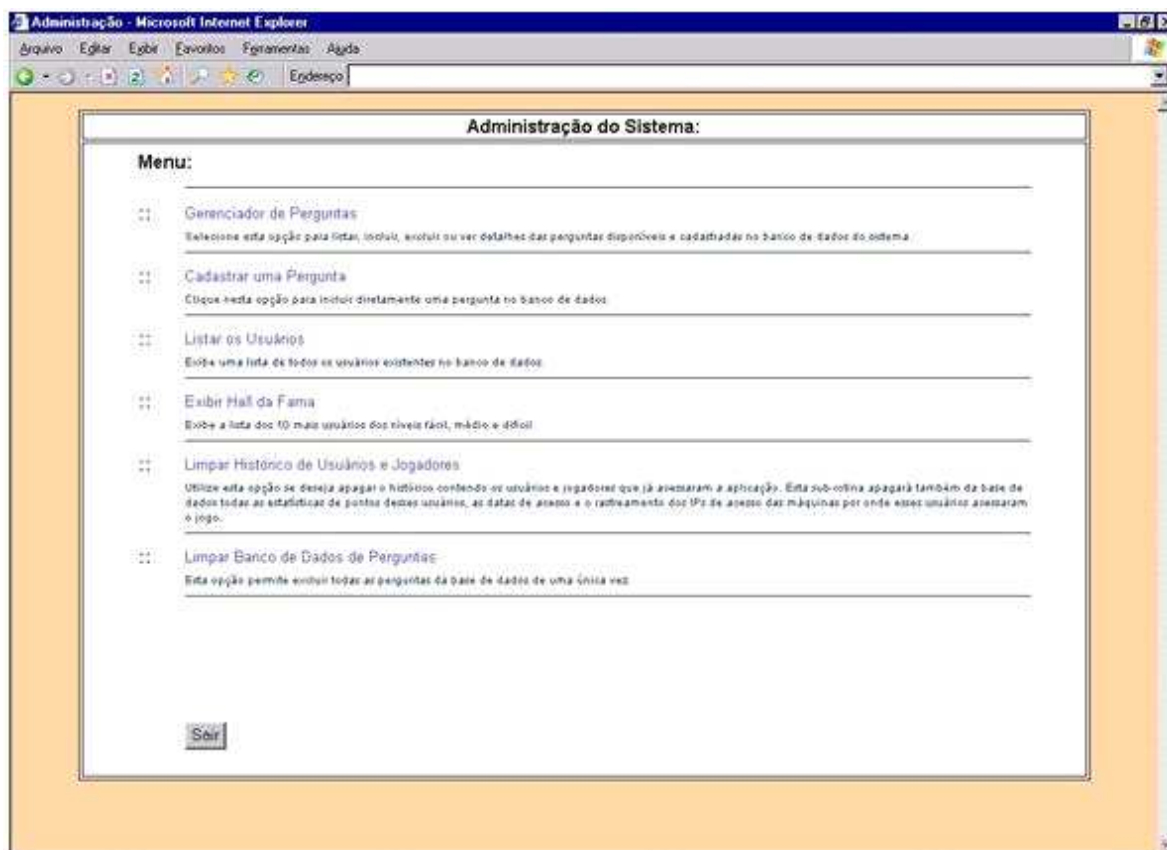 Administração - Microsoft Internet Explorer
Arquivo Editar Exibir Favoritos Ferramentas Ajuda
Endereço
Administração do Sistema:
Menu:
:: Gerenciador de Perguntas
Selecione esta opção para listar, incluir, excluir ou ver detalhes das perguntas disponíveis e cadastradas no banco de dados do sistema
:: Cadastrar uma Pergunta
Clique nesta opção para incluir diretamente uma pergunta no banco de dados
:: Listar os Usuários
Exibe uma lista de todos os usuários existentes no banco de dados
:: Exibir Hall da Fama
Exibe a lista dos 10 mais usuários dos níveis fácil, médio e difícil
:: Limpar Histórico de Usuários e Jogadores
Utilize esta opção se deseja apagar o histórico contendo os usuários e jogadores que já acessaram a aplicação. Esta sub-rotina apagará também da base de
dados todas as estatísticas de pontos desses usuários, as datas de acesso e o rastreamento dos IPs de acesso das máquinas por onde esses usuários acessaram
o jogo.
:: Limpar Banco de Dados de Perguntas
Esta opção permite excluir todas as perguntas da base de dados de uma única vez
Sair